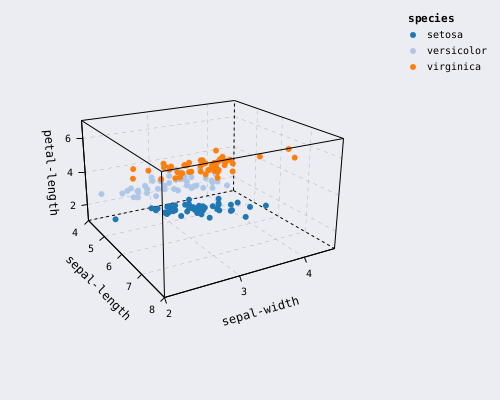 species
setosa
versicolor
virginica
petal-length
6
4
2
4
5
6
7
8
sepal-length
2
3
4
sepal-width